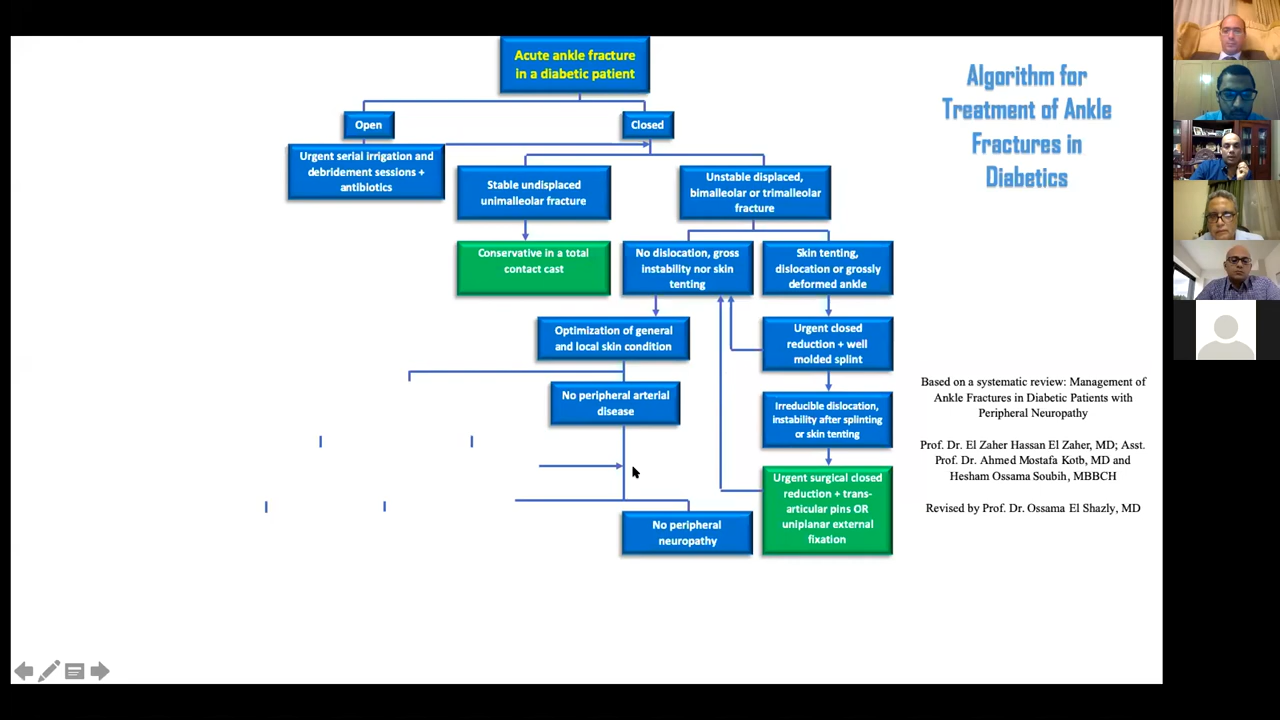 Acute ankle fracture
in a diabetic patient
Algorithm for
Treatment of Ankle
Fractures in
Diabetics
Open
Closed
Urgent serial irrigation and
debridement sessions +
antibiotics
Stable undisplaced
unimalleolar fracture
Unstable displaced,
bimalleolar or trimalleolar
fracture
Conservative in a total
contact cast
No dislocation, gross
instability nor skin
tenting
Skin tenting,
dislocation or grossly
deformed ankle
Optimization of general
and local skin condition
Urgent closed
reduction + well
molded splint
No peripheral arterial
disease
Irreducible dislocation,
instability after splinting
or skin tenting
Urgent surgical closed
reduction + trans-
articular pins OR
uniplanar external
fixation
No peripheral
neuropathy
Based on a systematic review: Management of
Ankle Fractures in Diabetic Patients with
Peripheral Neuropathy
Prof. Dr. El Zaher Hassan El Zaher, MD; Asst.
Prof. Dr. Ahmed Mostafa Kotb, MD and
Hesham Ossama Soubih, MBBCH
Revised by Prof. Dr. Ossama El Shazly, MD